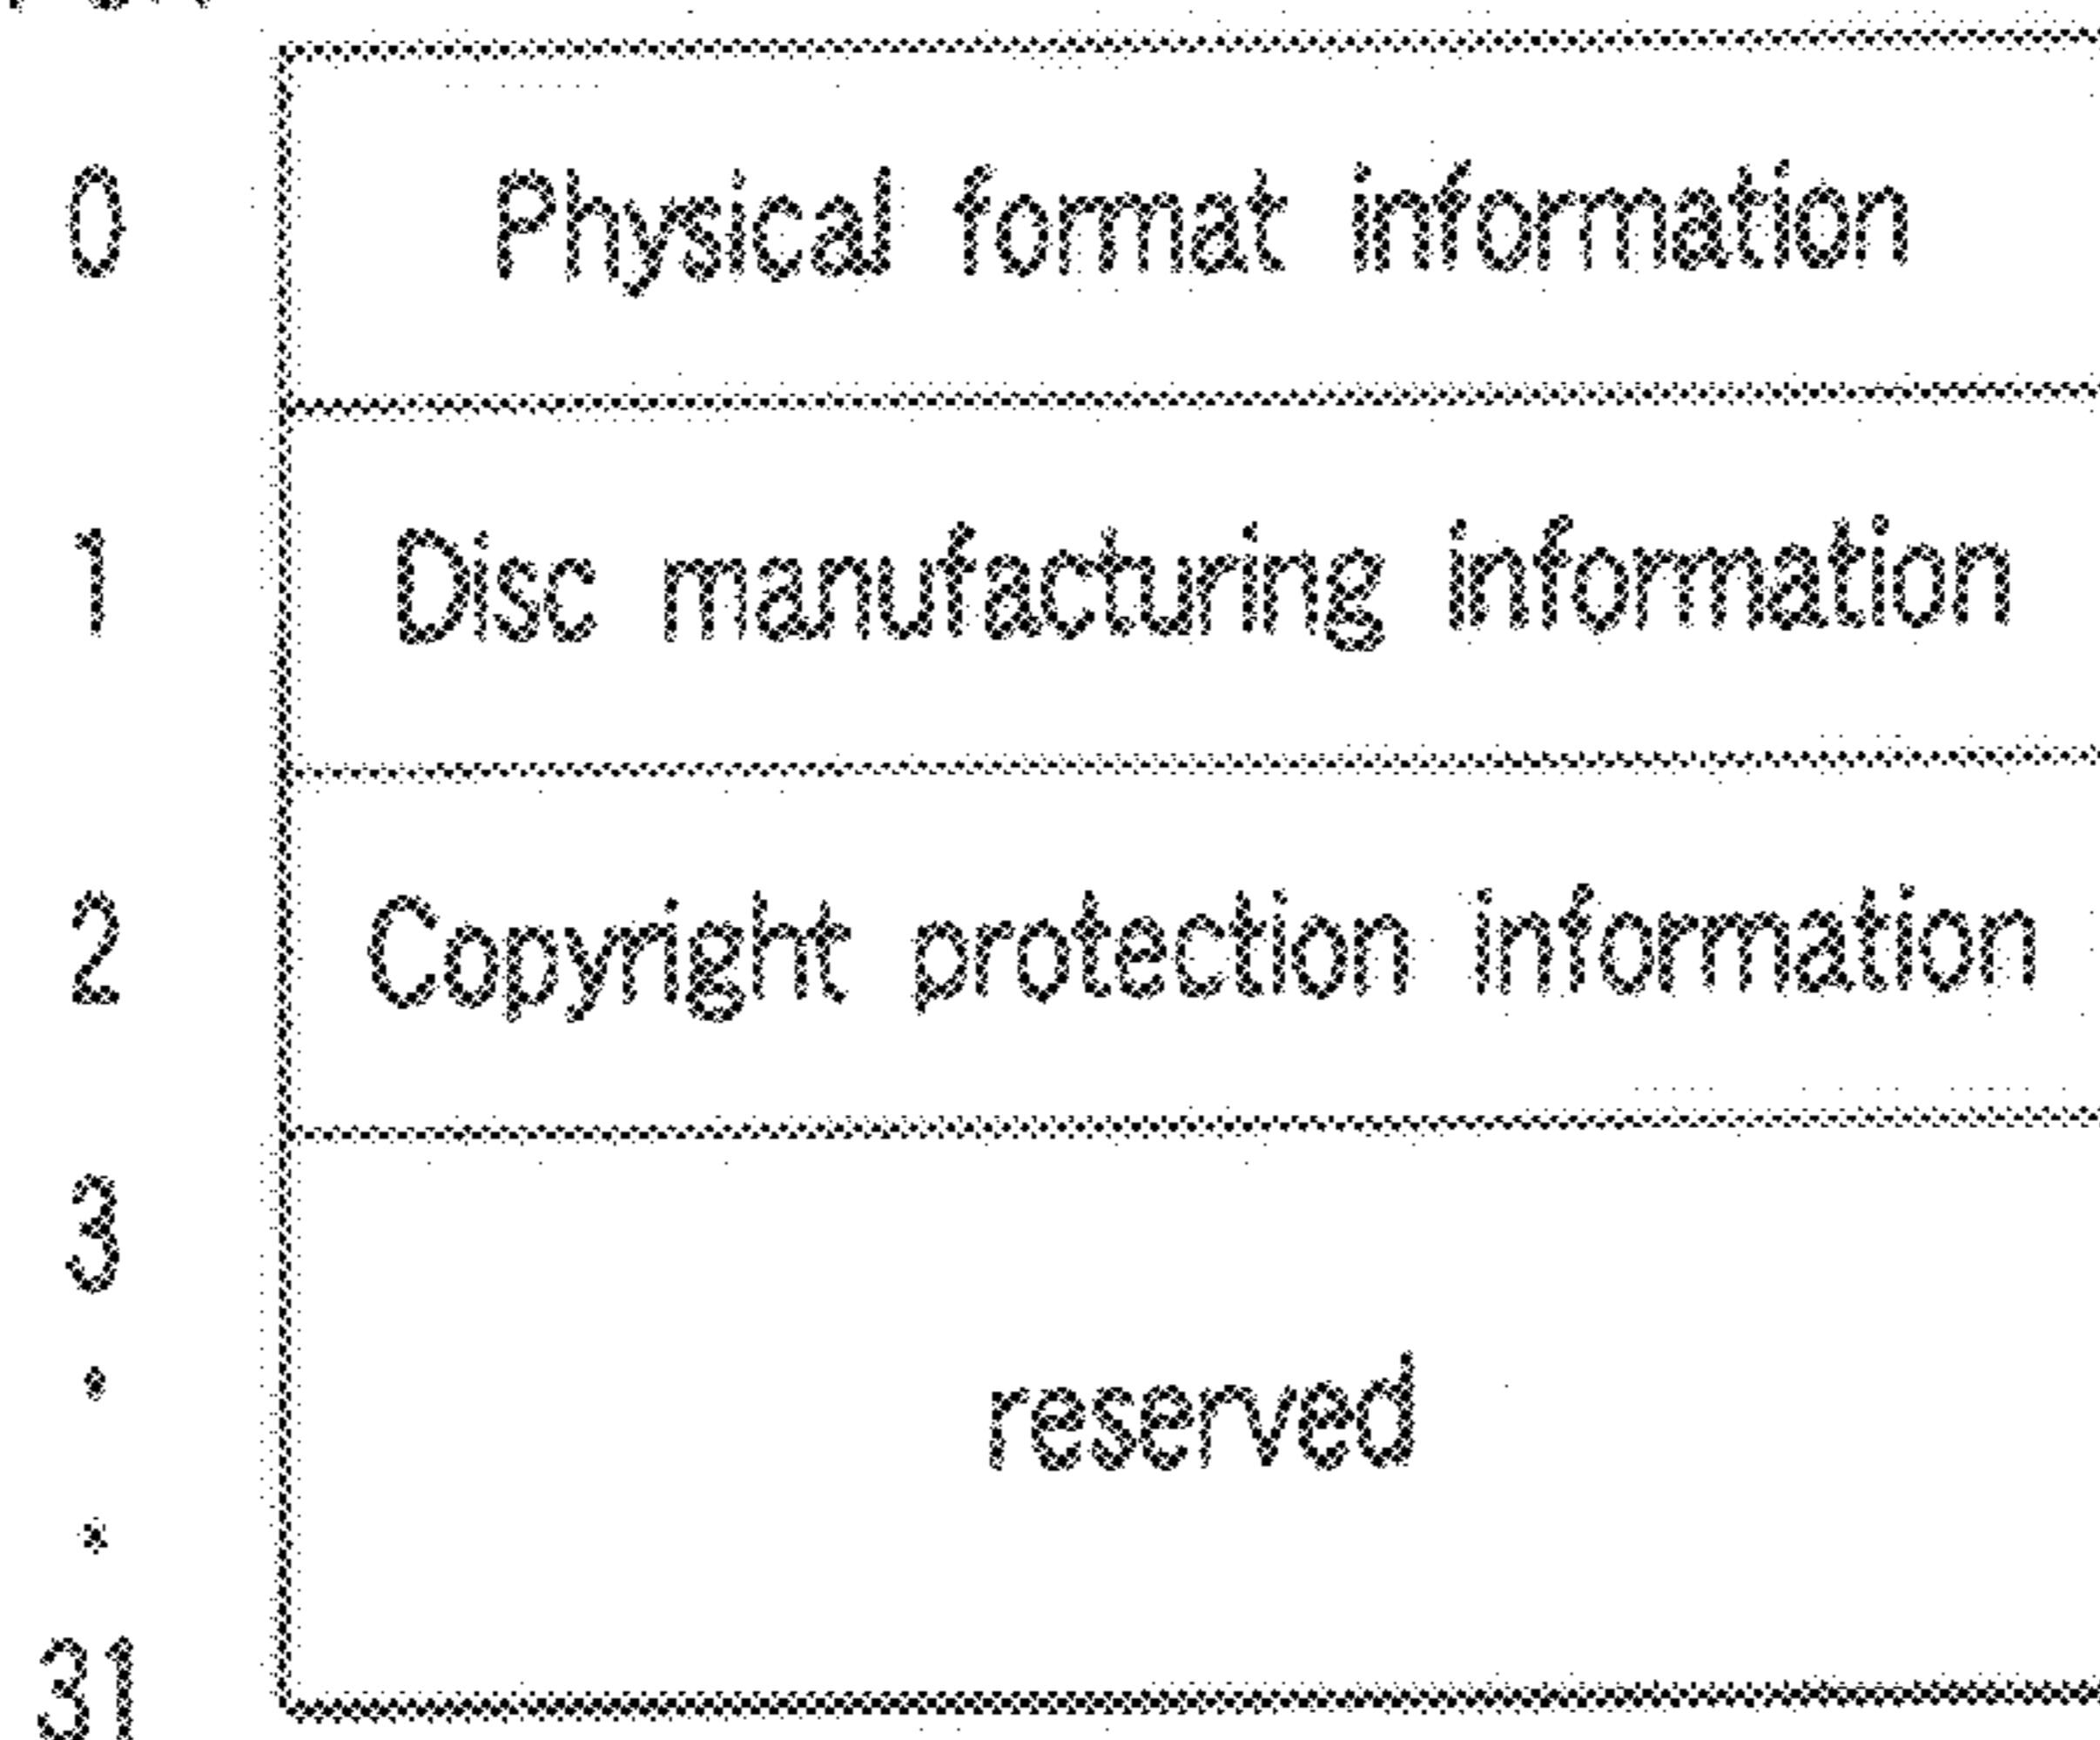 0 Physical format information
1 Disc manufacturing information
2 Copyright protection information
3
reserved
31